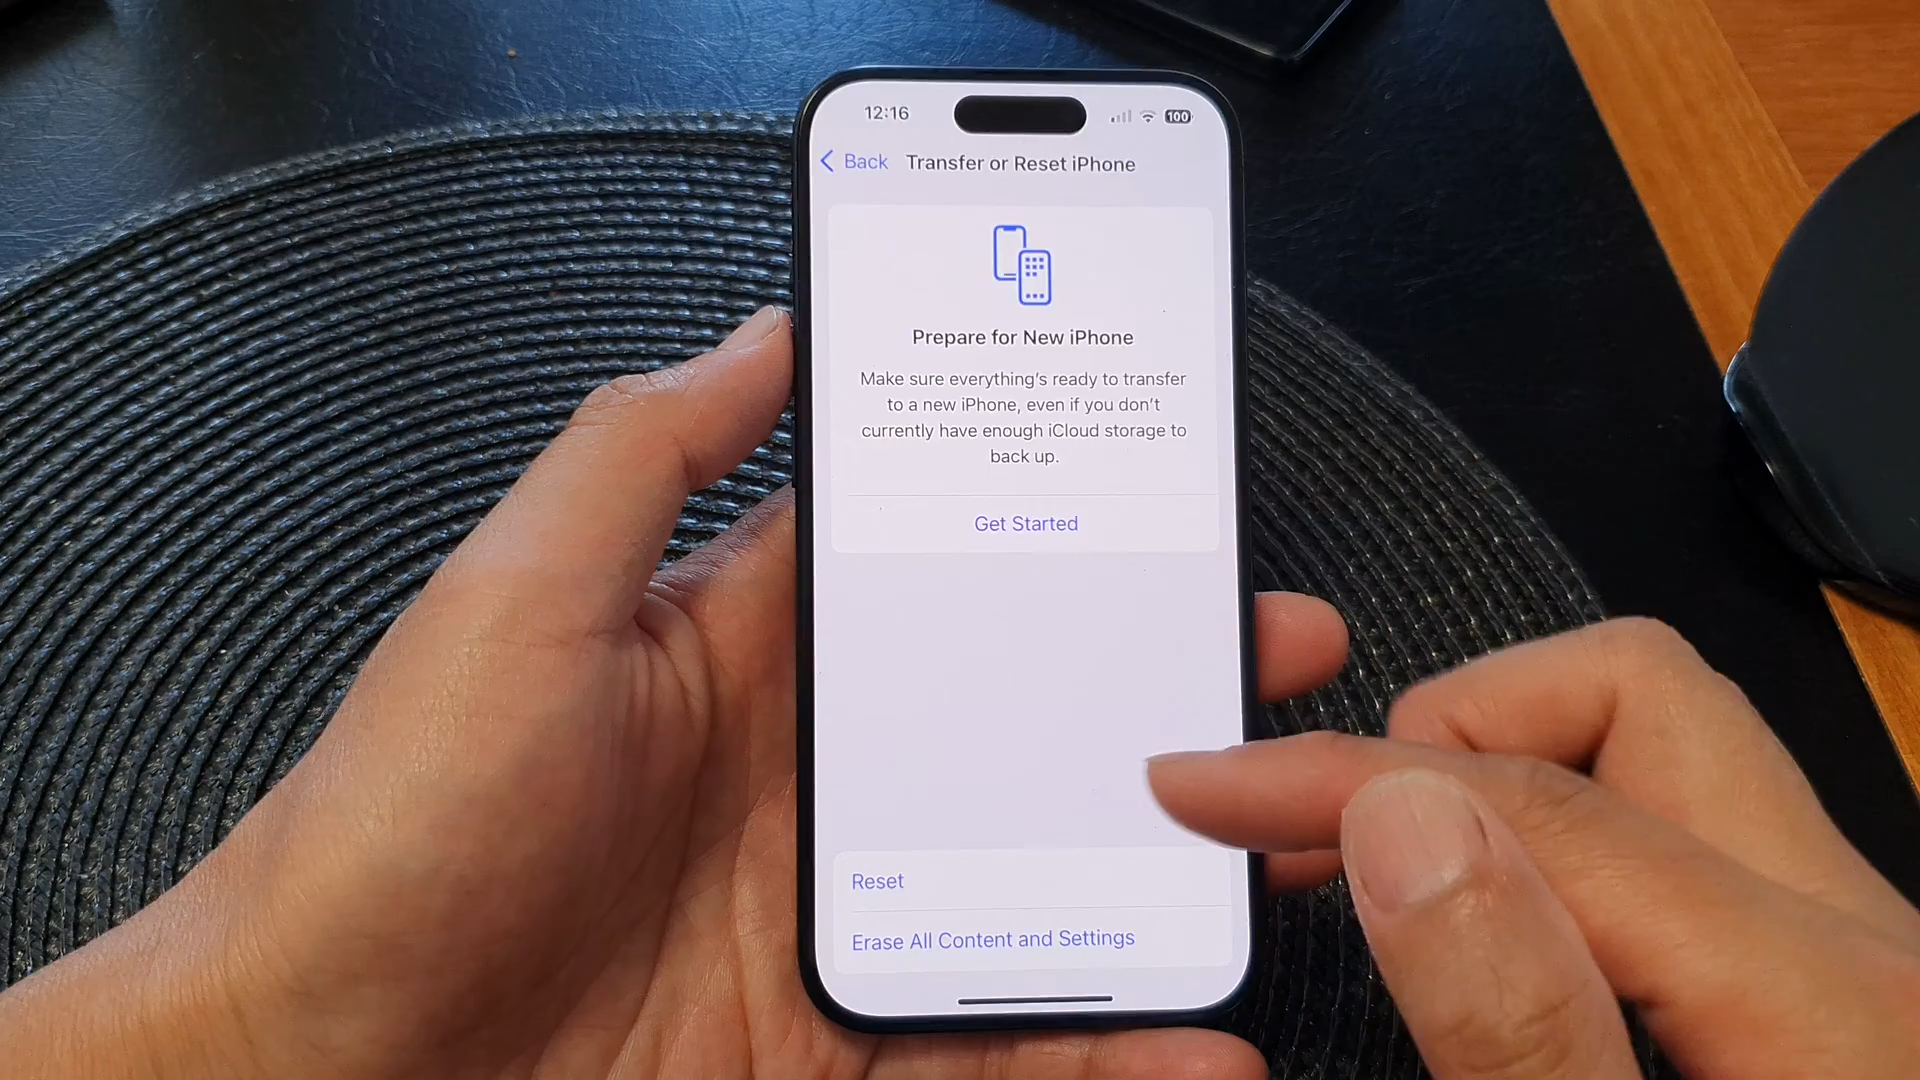 12:16
100
Back
Transfer or Reset iPhone
Prepare for New iPhone
Make sure everything's ready to transfer
to a new iPhone, even if you don't
currently have enough iCloud storage to
back up.
Get Started
Reset
Erase All Content and Settings